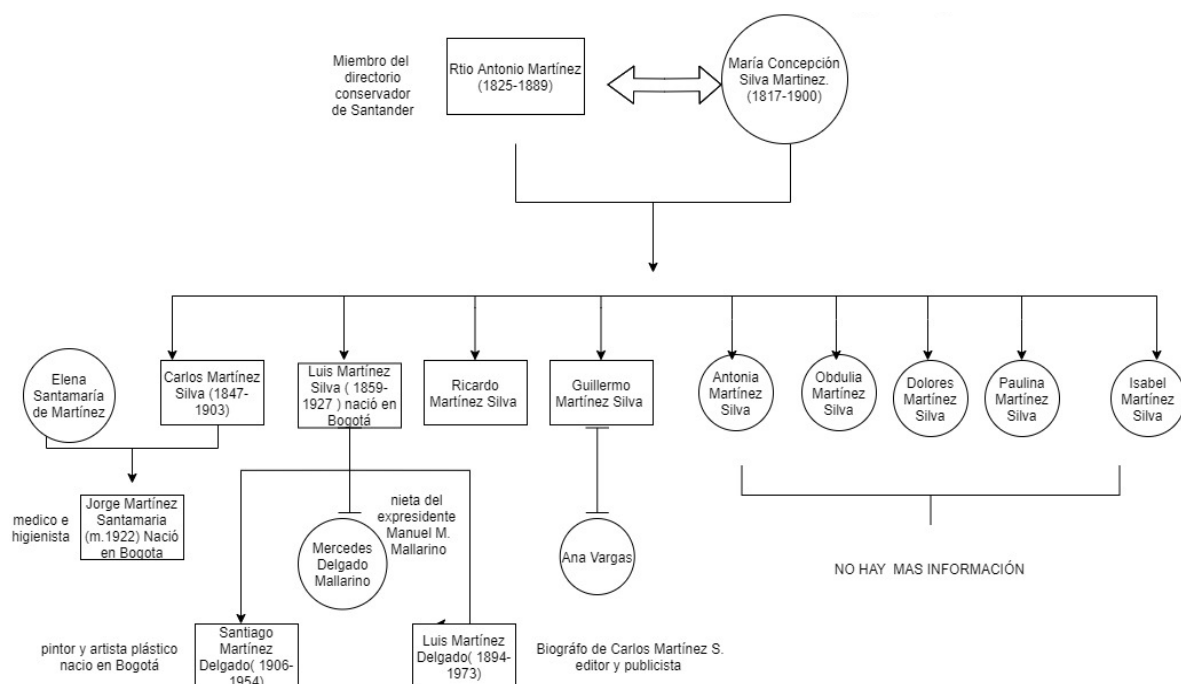 Miembro del
directorio
conservador
de Santander
Rtio Antonio Martínez
(1825-1889)
María Concepción
Silva Martinez.
(1817-1900)
Elena
Santamaría
de Martínez
Carlos Martínez
Silva (1847-
1903)
Luis Martínez
Silva ( 1859-
1927 ) nació en
Bogotá
Ricardo
Martínez Silva
Guillermo
Martínez Silva
Antonia
Martínez
Silva
Obdulia
Martínez
Silva
Dolores
Martínez
Silva
Paulina
Martínez
Silva
Isabel
Martínez
Silva
medico e
higienista
Jorge Martínez
Santamaria
(m.1922) Nació
en Bogota
nieta del
expresidente
Manuel M.
Mallarino
Mercedes
Delgado
Mallarino
Ana Vargas
NO HAY MAS INFORMACIÓN
pintor y artista plástico
nacio en Bogotá
Santiago
Martínez
Delgado( 1906-
1954)
Luis Martínez
Delgado( 1894-
1973)
Biográfo de Carlos Martínez S.
editor y publicista